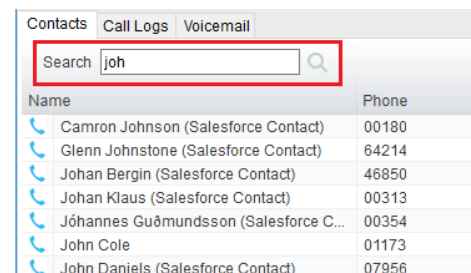 Contacts Call Logs Voicemail
Search joh
Name Phone
Camron Johnson (Salesforce Contact) 00180
Glenn Johnstone (Salesforce Contact) 64214
Johan Bergin (Salesforce Contact) 46850
Johan Klaus (Salesforce Contact) 00313
Jóhannes Guðmundsson (Salesforce C... 00354
John Cole 01173
John Daniels (Salesforce Contact) 07956